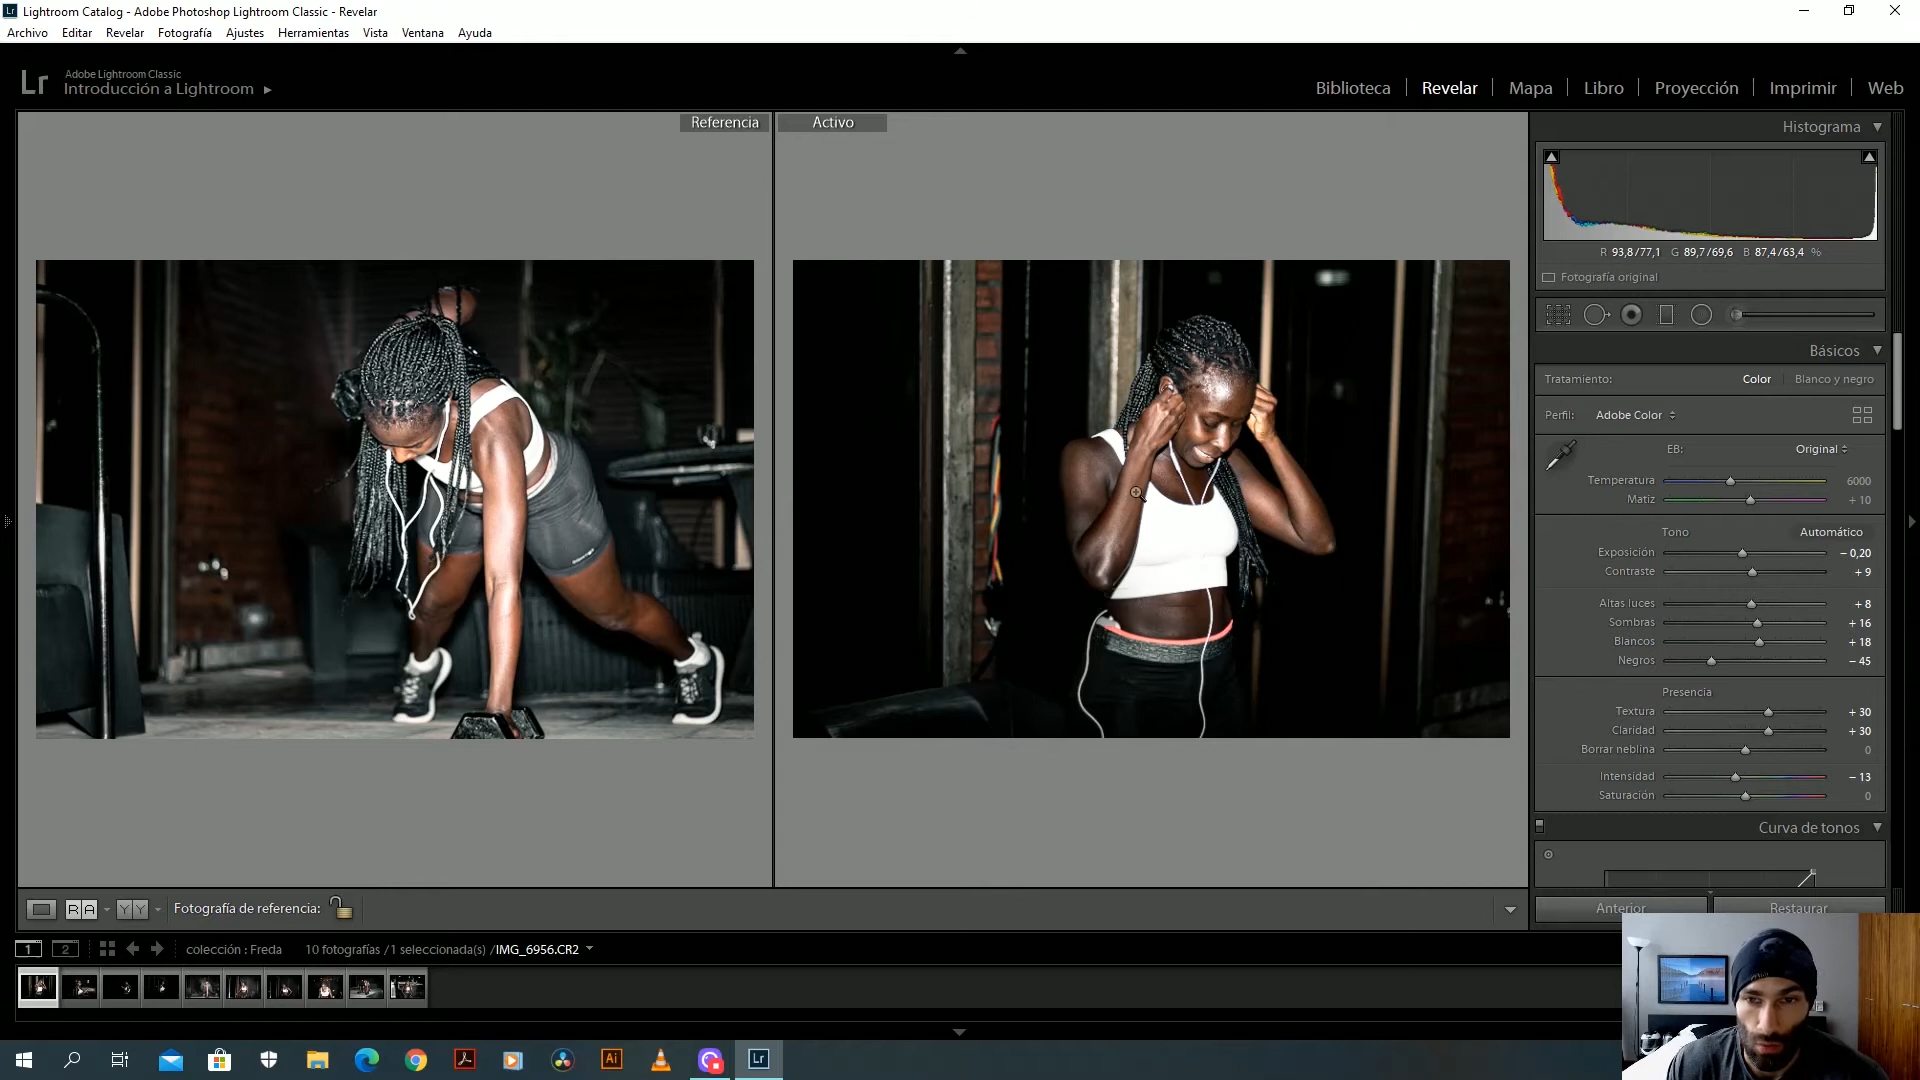 Lightroom Catalog - Adobe Photoshop Lightroom Classic - Revelar
Archivo Editar Revelar Fotografía Ajustes Herramientas Vista Ventana Ayuda
Lr
Adobe Lightroom Classic
Introducción a Lightroom
Biblioteca Revelar Mapa Libro Proyección Imprimir Web
Referencia
Activo
Histograma
R 93,8/77,1 G 89,7/69,6 B 87,4/63,4 %
Fotografía original
Básicos
Tratamiento: Color Blanco y negro
Perfil: Adobe Color
EB: Original
Temperatura 6000
Matiz + 10
Tono Automático
Exposición – 0,20
Contraste + 9
Altas luces + 8
Sombras + 16
Blancos + 18
Negros – 45
Presencia
Textura + 30
Claridad + 30
Borrar neblina 0
Intensidad – 13
Saturación 0
Curva de tonos
Anterior Restaurar
R A Y Y Fotografía de referencia:
1 2 colección : Freda 10 fotografías /1 seleccionada(s) /IMG_6956.CR2
Ai Lr